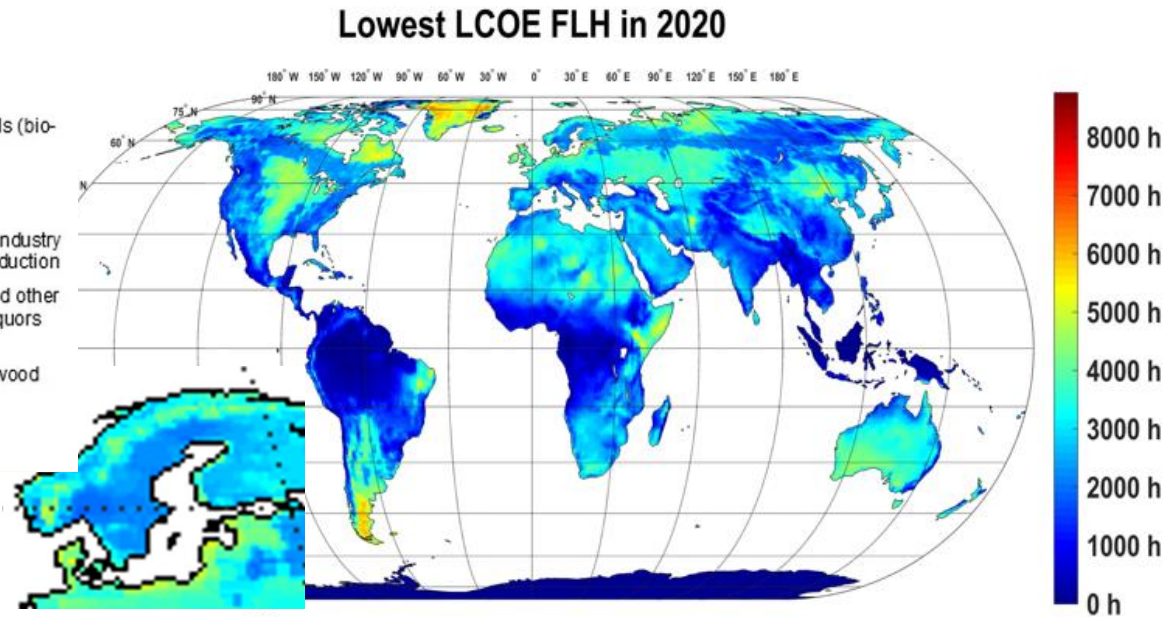 Lowest LCOE FLH in 2020
180° W 150° W 120° W 90° W 60° W 30° W 0° 30° E 60° E 90° E 120° E 150° E 180° E
90° N
75° N
ls (bio-
60° N
N
ndustry
duction
d other
quors
wood
8000 h
7000 h
6000 h
5000 h
4000 h
3000 h
2000 h
1000 h
0 h